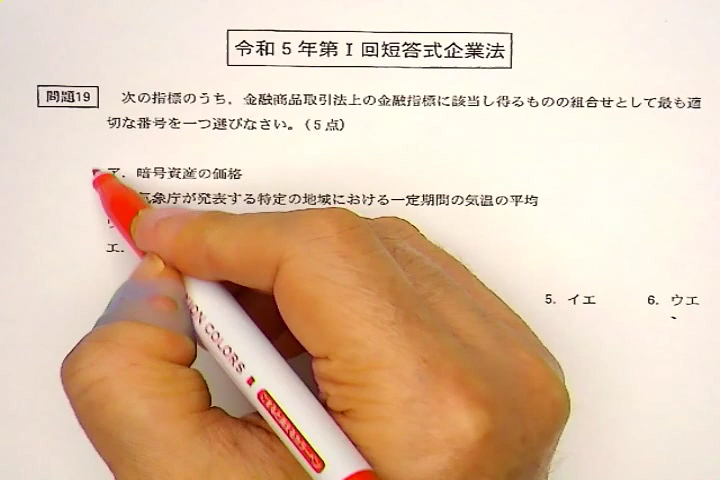 令和５年第Ⅰ回短答式企業法
問題19 次の指標のうち、金融商品取引法上の金融指標に該当し得るものの組合せとして最も適
切な番号を一つ選びなさい。（５点）
ア．暗号資産の価格
気象庁が発表する特定の地域における一定期間の気温の平均
エ．
5．イエ 6．ウエ
ON COLORS